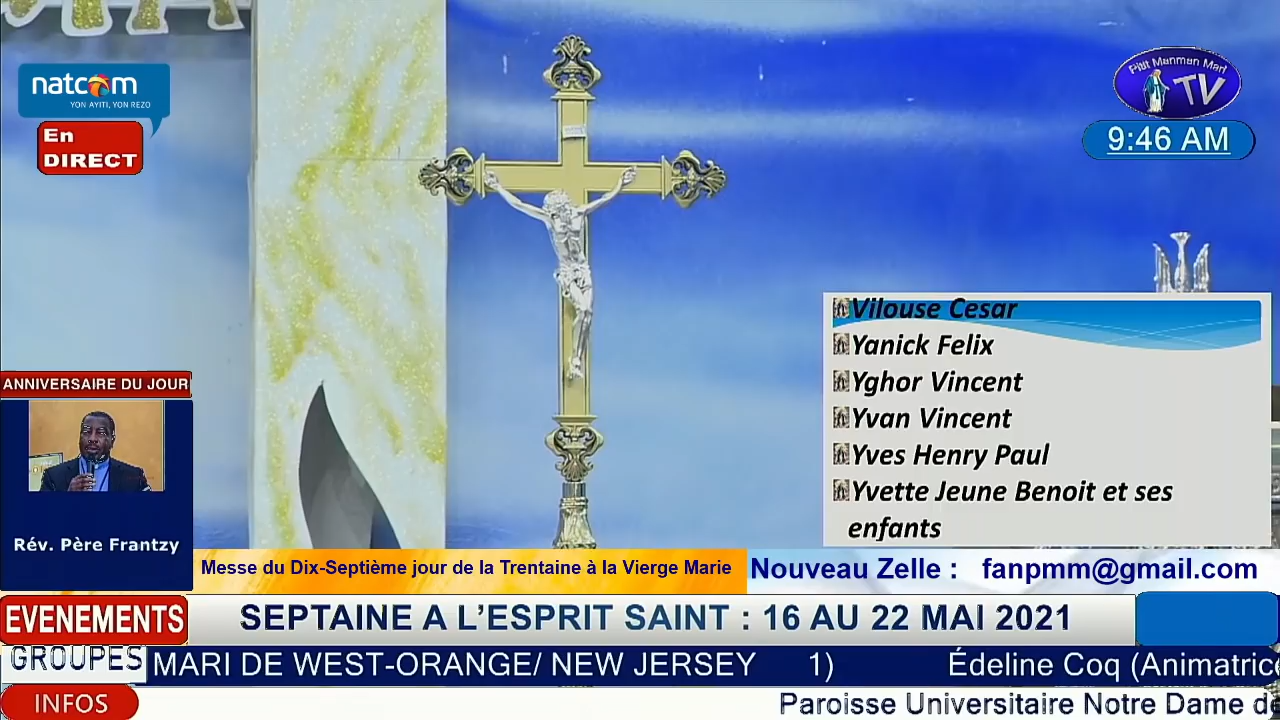 natcom
YON AYITI, YON REZO
En
DIRECT
Pitit Manman Mari
TV
9:46 AM
Vilouse Cesar
Yanick Felix
Yghor Vincent
Yvan Vincent
Yves Henry Paul
Yvette Jeune Benoit et ses
enfants
ANNIVERSAIRE DU JOUR
Rév. Père Frantzy
Messe du Dix-Septième jour de la Trentaine à la Vierge Marie
Nouveau Zelle : fanpmm@gmail.com
EVENEMENTS
SEPTAINE A L’ESPRIT SAINT : 16 AU 22 MAI 2021
GROUPES
MARI DE WEST-ORANGE/ NEW JERSEY 1) Édeline Coq (Animatrice
INFOS
Paroisse Universitaire Notre Dame de